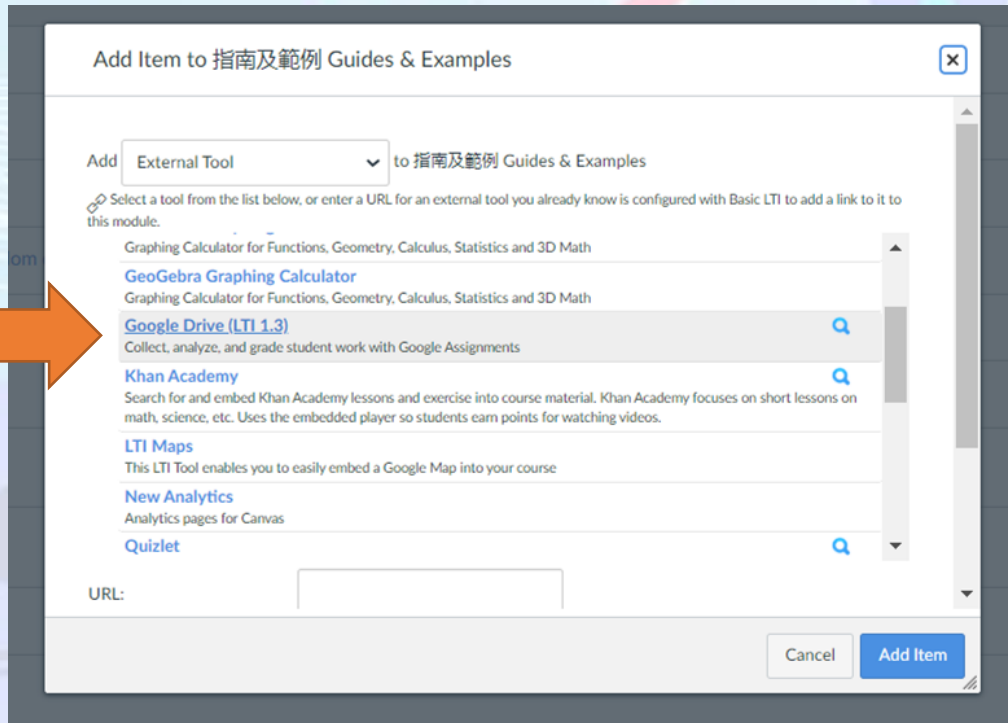 Add Item to 指南及範例 Guides & Examples
Add External Tool to 指南及範例 Guides & Examples
Select a tool from the list below, or enter a URL for an external tool you already know is configured with Basic LTI to add a link to it to
this module.
Graphing Calculator for Functions, Geometry, Calculus, Statistics and 3D Math
GeoGebra Graphing Calculator
Graphing Calculator for Functions, Geometry, Calculus, Statistics and 3D Math
Google Drive (LTI 1.3)
Collect, analyze, and grade student work with Google Assignments
Khan Academy
Search for and embed Khan Academy lessons and exercise into course material. Khan Academy focuses on short lessons on
math, science, etc. Uses the embedded player so students earn points for watching videos.
LTI Maps
This LTI Tool enables you to easily embed a Google Map into your course
New Analytics
Analytics pages for Canvas
Quizlet
URL:
Cancel Add Item